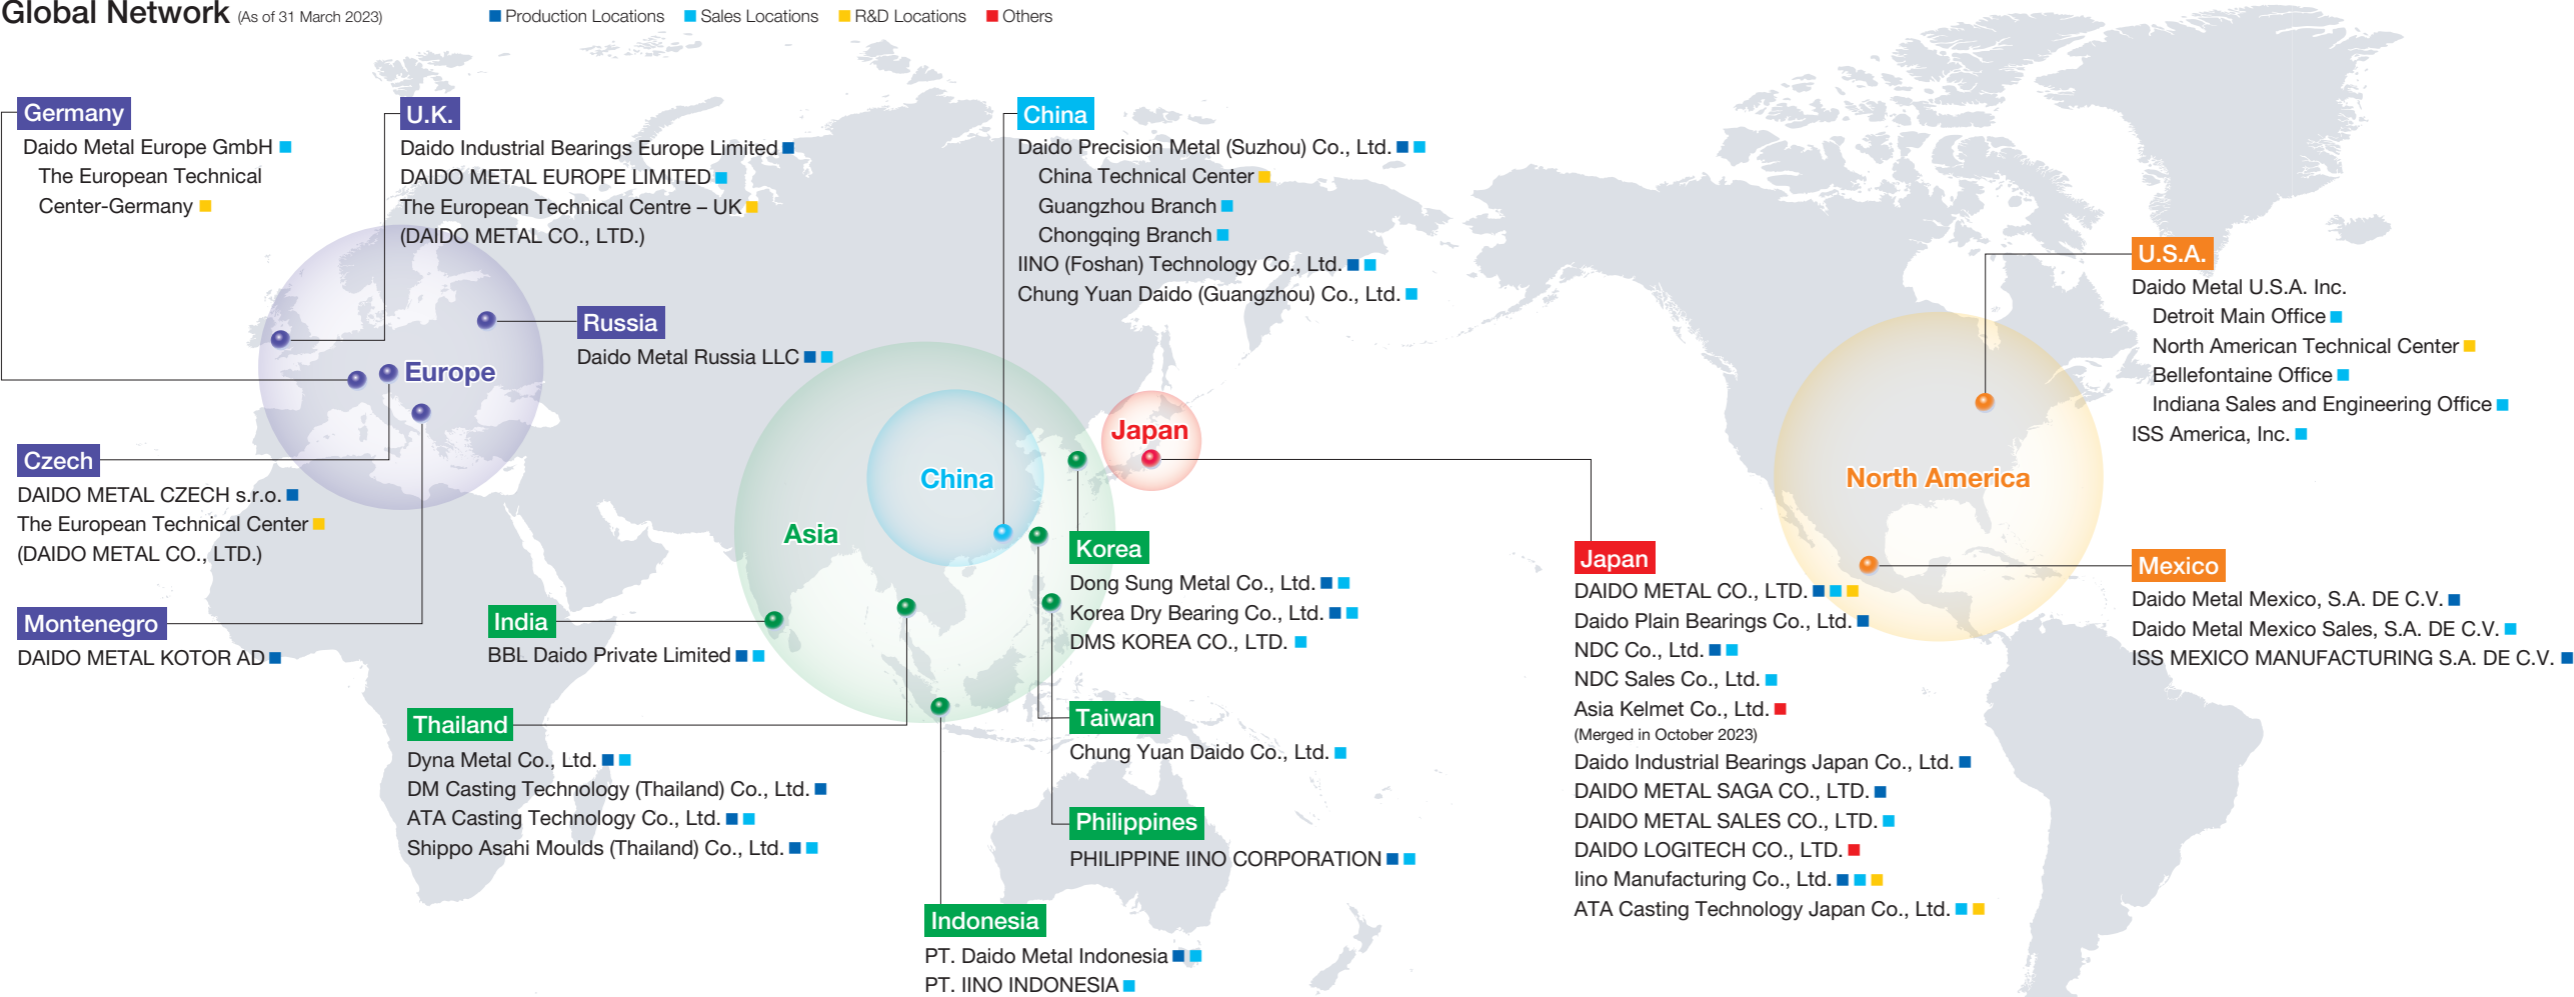 Global Network (As of 31 March 2023)
Production Locations Sales Locations R&D Locations Others
Germany
Daido Metal Europe GmbH
The European Technical
Center-Germany
U.K.
Daido Industrial Bearings Europe Limited
DAIDO METAL EUROPE LIMITED
The European Technical Centre – UK
(DAIDO METAL CO., LTD.)
Russia
Daido Metal Russia LLC
Europe
Czech
DAIDO METAL CZECH s.r.o.
The European Technical Center
(DAIDO METAL CO., LTD.)
Montenegro
DAIDO METAL KOTOR AD
China
Daido Precision Metal (Suzhou) Co., Ltd.
China Technical Center
Guangzhou Branch
Chongqing Branch
IINO (Foshan) Technology Co., Ltd.
Chung Yuan Daido (Guangzhou) Co., Ltd.
China
Asia
India
BBL Daido Private Limited
Thailand
Dyna Metal Co., Ltd.
DM Casting Technology (Thailand) Co., Ltd.
ATA Casting Technology Co., Ltd.
Shippo Asahi Moulds (Thailand) Co., Ltd.
Korea
Dong Sung Metal Co., Ltd.
Korea Dry Bearing Co., Ltd.
DMS KOREA CO., LTD.
Taiwan
Chung Yuan Daido Co., Ltd.
Philippines
PHILIPPINE IINO CORPORATION
Indonesia
PT. Daido Metal Indonesia
PT. IINO INDONESIA
Japan
Japan
DAIDO METAL CO., LTD.
Daido Plain Bearings Co., Ltd.
NDC Co., Ltd.
NDC Sales Co., Ltd.
Asia Kelmet Co., Ltd.
(Merged in October 2023)
Daido Industrial Bearings Japan Co., Ltd.
DAIDO METAL SAGA CO., LTD.
DAIDO METAL SALES CO., LTD.
DAIDO LOGITECH CO., LTD.
Iino Manufacturing Co., Ltd.
ATA Casting Technology Japan Co., Ltd.
North America
U.S.A.
Daido Metal U.S.A. Inc.
Detroit Main Office
North American Technical Center
Bellefontaine Office
Indiana Sales and Engineering Office
ISS America, Inc.
Mexico
Daido Metal Mexico, S.A. DE C.V.
Daido Metal Mexico Sales, S.A. DE C.V.
ISS MEXICO MANUFACTURING S.A. DE C.V.